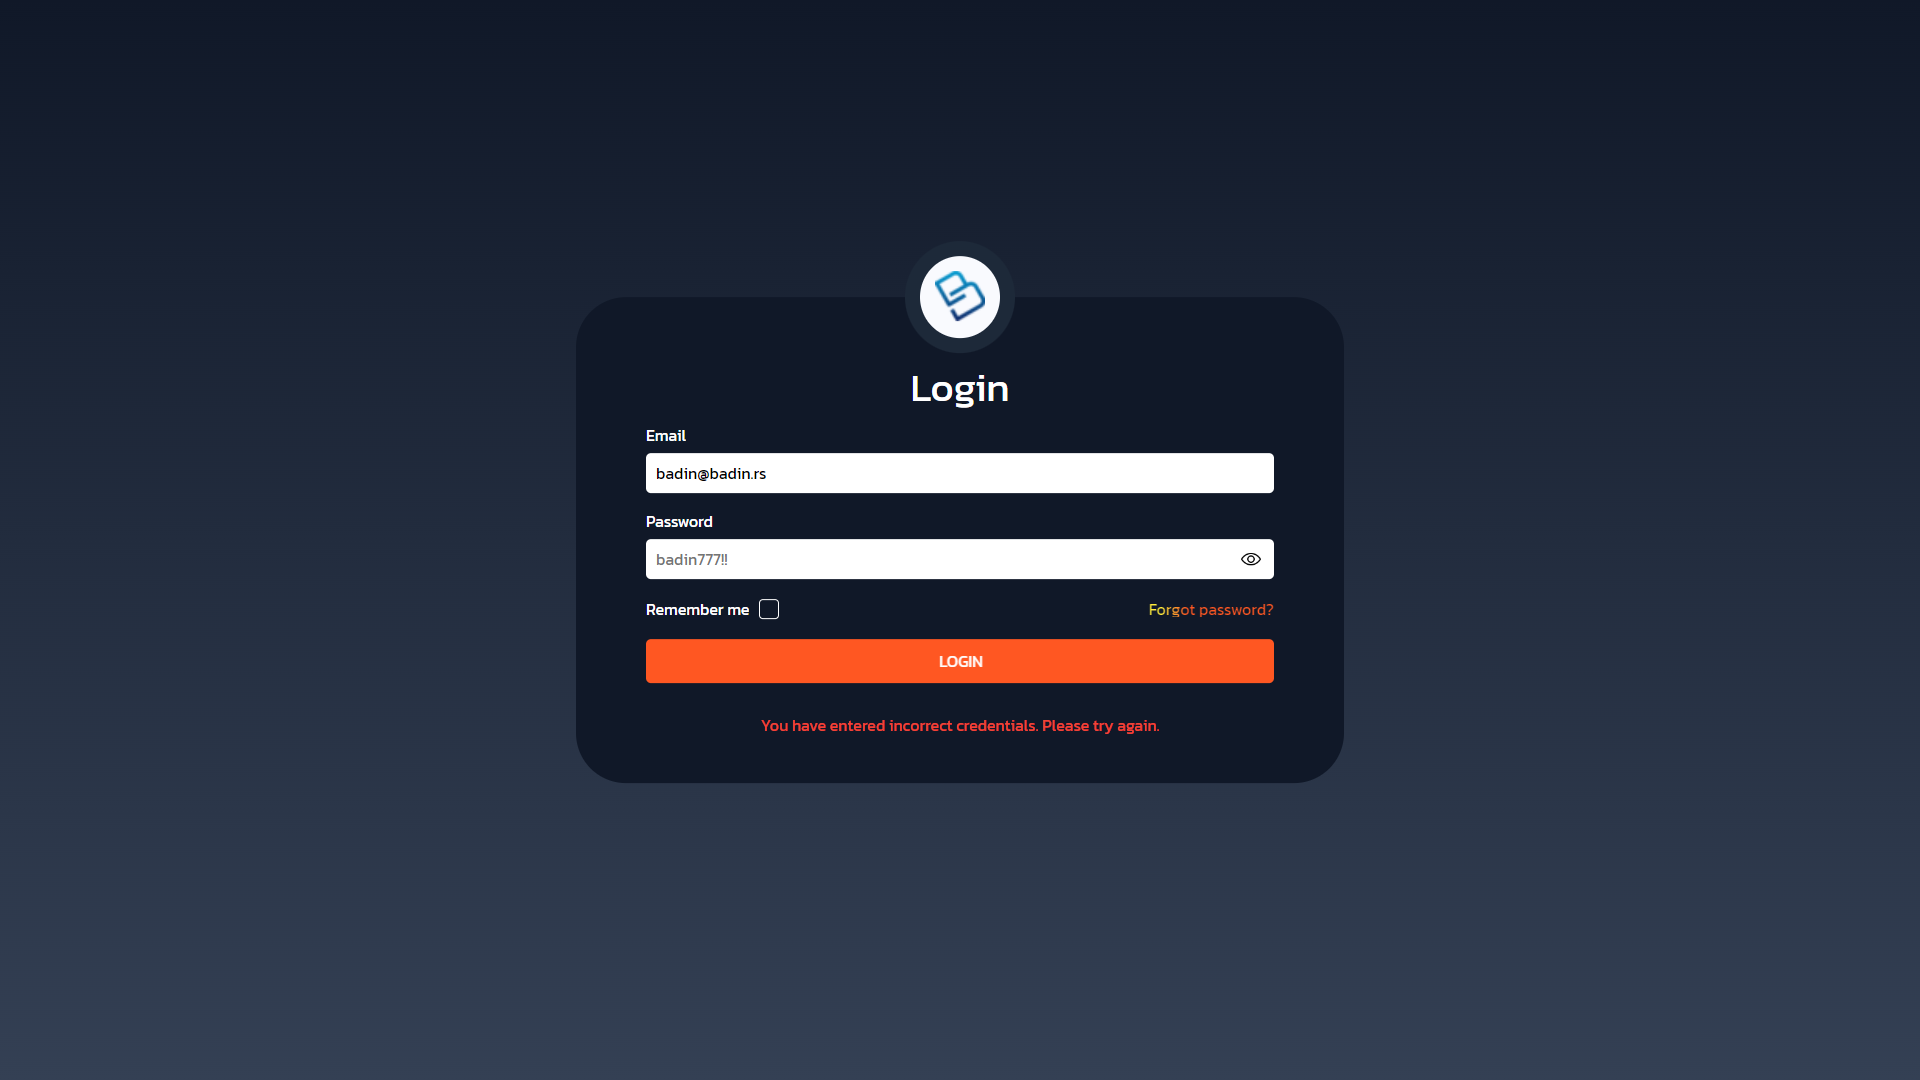 Login
Email
badin@badin.rs
Password
badin777!!
Remember me
Forgot password?
LOGIN
You have entered incorrect credentials. Please try again.